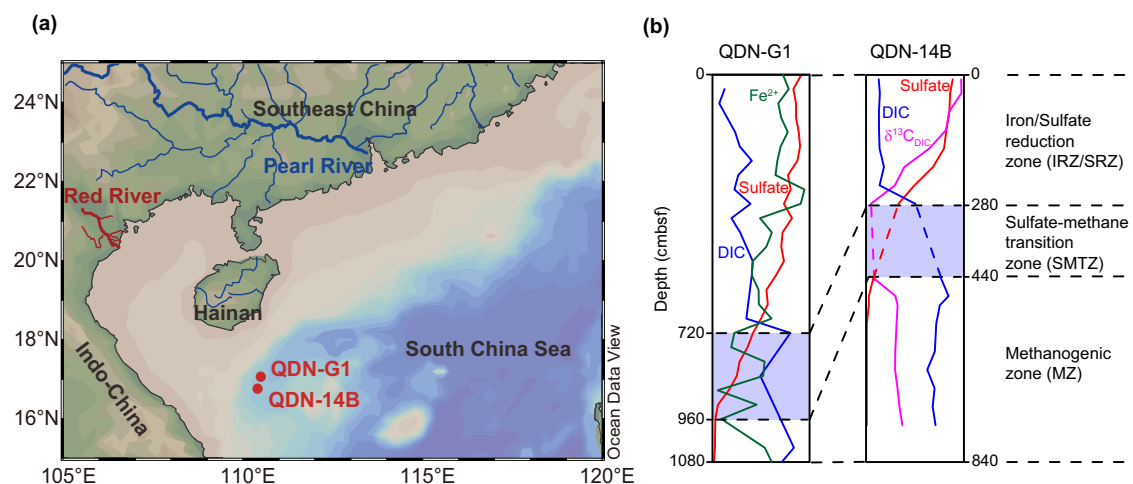 (a)
24°N
22°N
20°N
18°N
16°N
105°E
110°E
115°E
120°E
Southeast China
Pearl River
Red River
Hainan
Indo-China
South China Sea
QDN-G1
QDN-14B
Ocean Data View
(b)
QDN-G1
QDN-14B
Depth (cmbsf)
0
720
960
1080
Fe²⁺
Sulfate
DIC
0
280
440
840
Sulfate
DIC
δ¹³C_DIC
Iron/Sulfate
reduction
zone (IRZ/SRZ)
Sulfate-methane
transition
zone (SMTZ)
Methanogenic
zone (MZ)